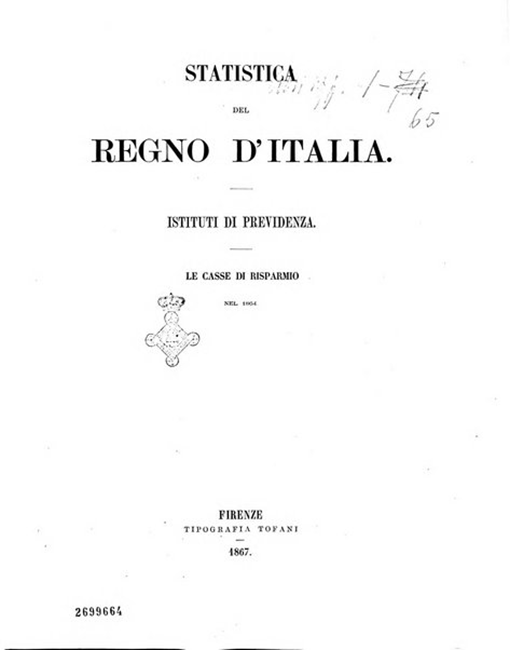 STATISTICA
1-
65
DEL
REGNO D'ITALIA.
ISTITUTI DI PREVIDENZA.
LE CASSE DI RISPARMIO
NEL 1864
FIRENZE
TIPOGRAFIA TOFANI
1867.
2699664